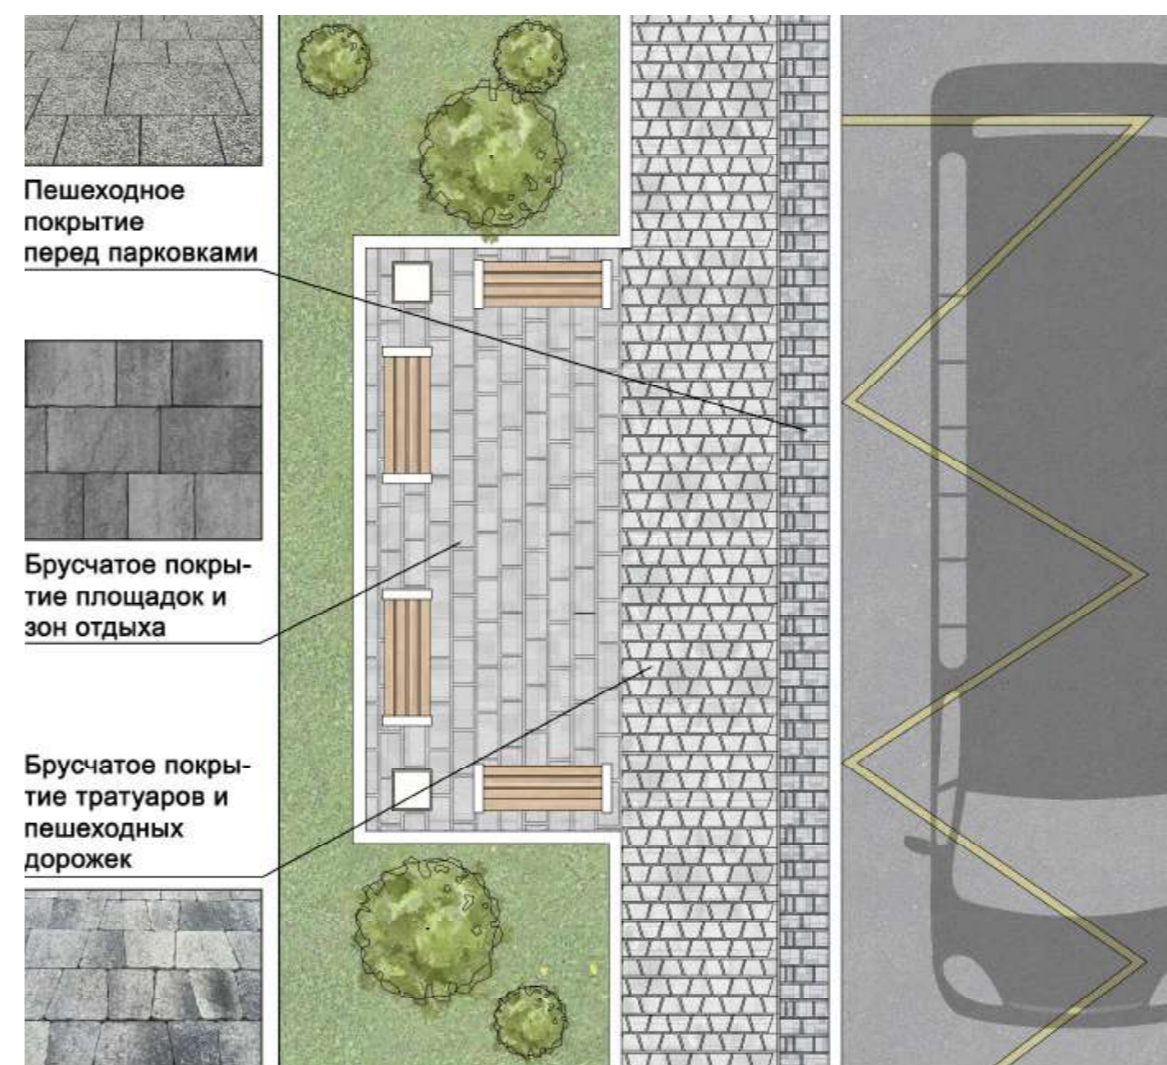 Пешеходное
покрытие
перед парковками
Брусчатое покры-
тие площадок и
зон отдыха
Брусчатое покры-
тие тратуаров и
пешеходных
дорожек